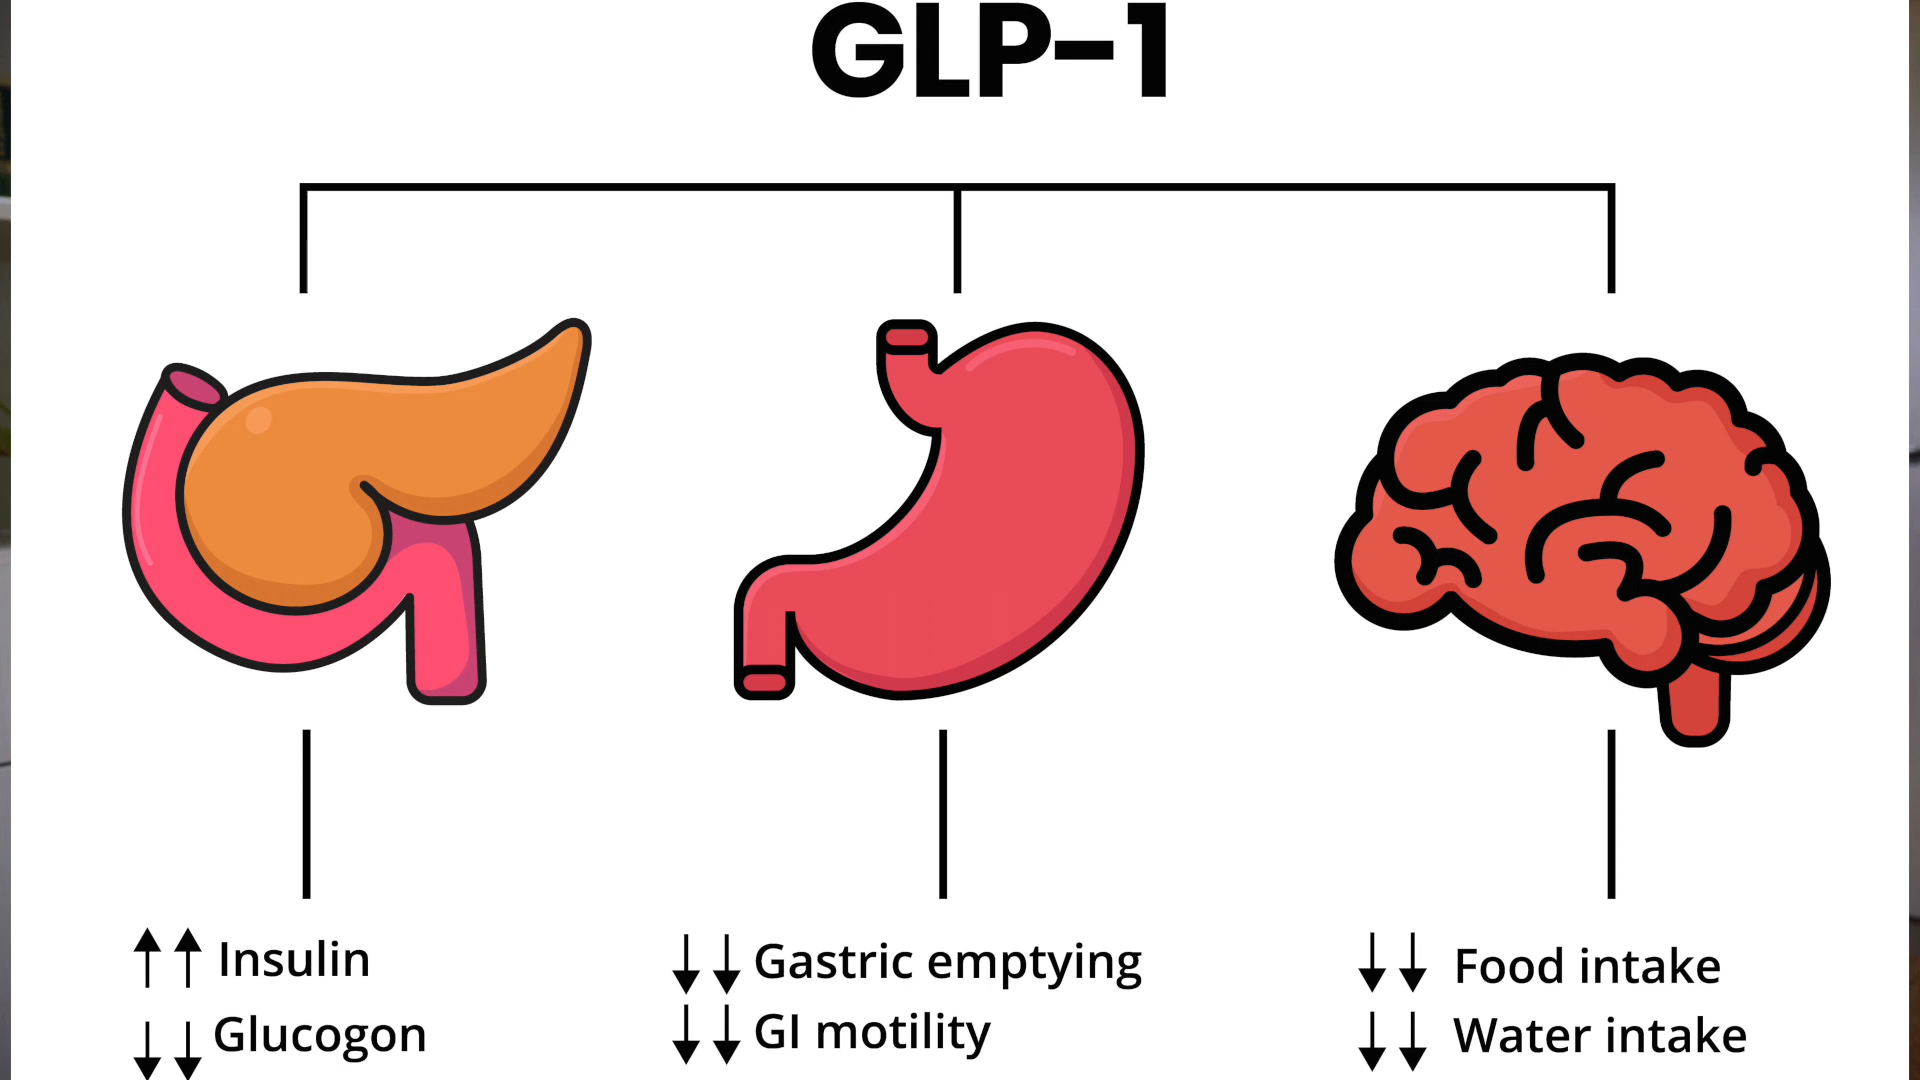 GLP-1
Insulin
Glucogon
Gastric emptying
GI motility
Food intake
Water intake